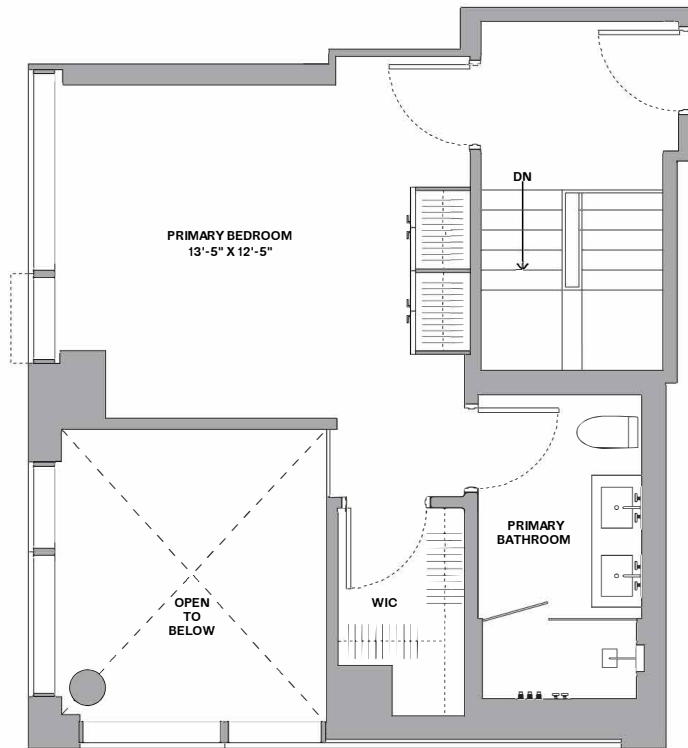 DN
PRIMARY BEDROOM
13'-5" X 12'-5"
PRIMARY
BATHROOM
WIC
OPEN
TO
BELOW